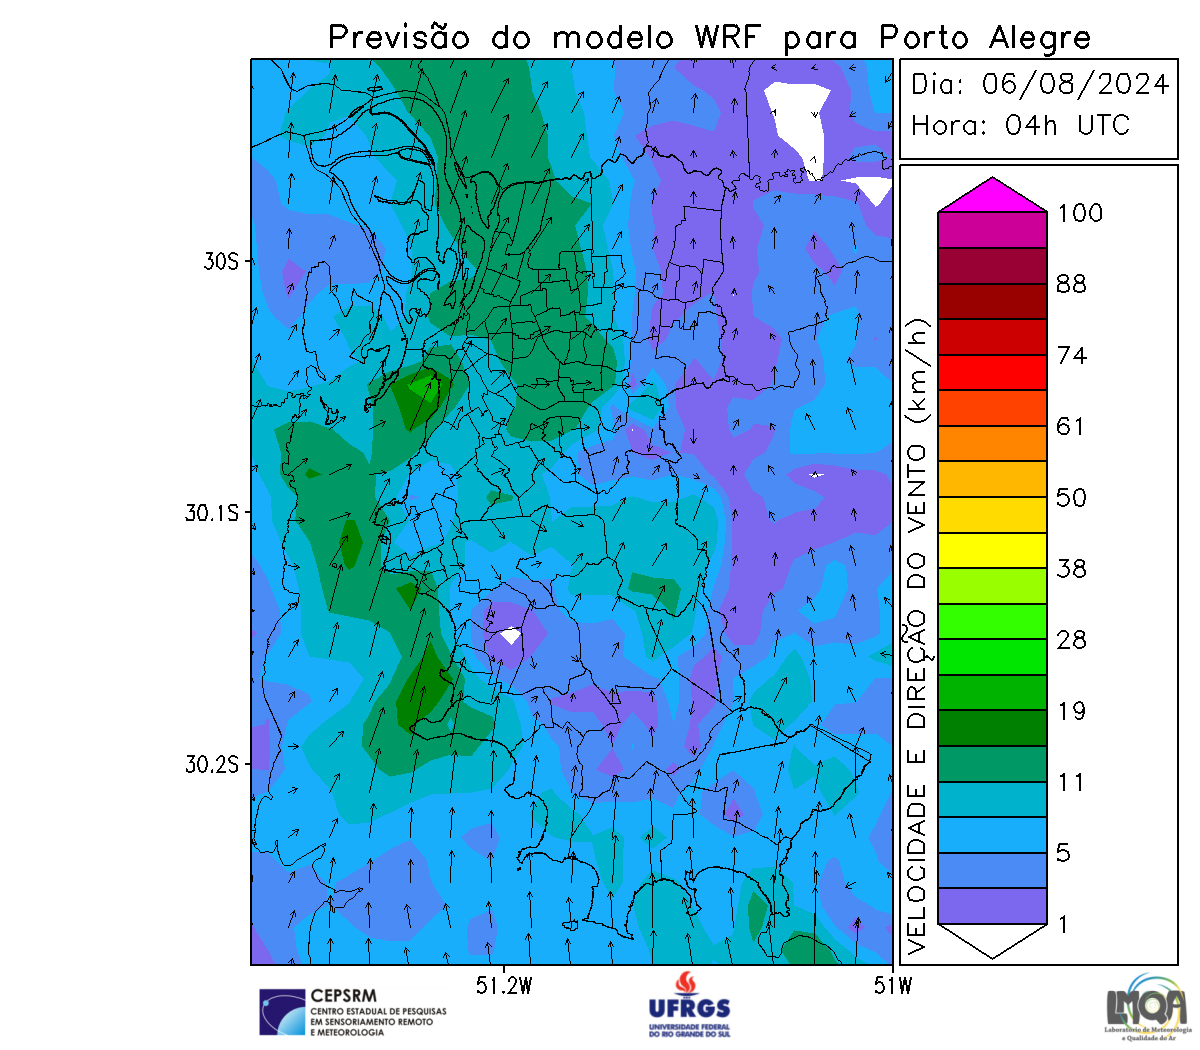 Previsão do modelo WRF para Porto Alegre
Dia: 06/08/2024
Hora: 04h UTC
30S
30.1S
30.2S
51.2W
51W
VELOCIDADE E DIREÇÃO DO VENTO (km/h)
100
88
74
61
50
38
28
19
11
5
1
CEPSRM
CENTRO ESTADUAL DE PESQUISAS
EM SENSORIAMENTO REMOTO
E METEOROLOGIA
UFRGS
UNIVERSIDADE FEDERAL
DO RIO GRANDE DO SUL
LMQA
Laboratório de Meteorologia
e Qualidade do Ar